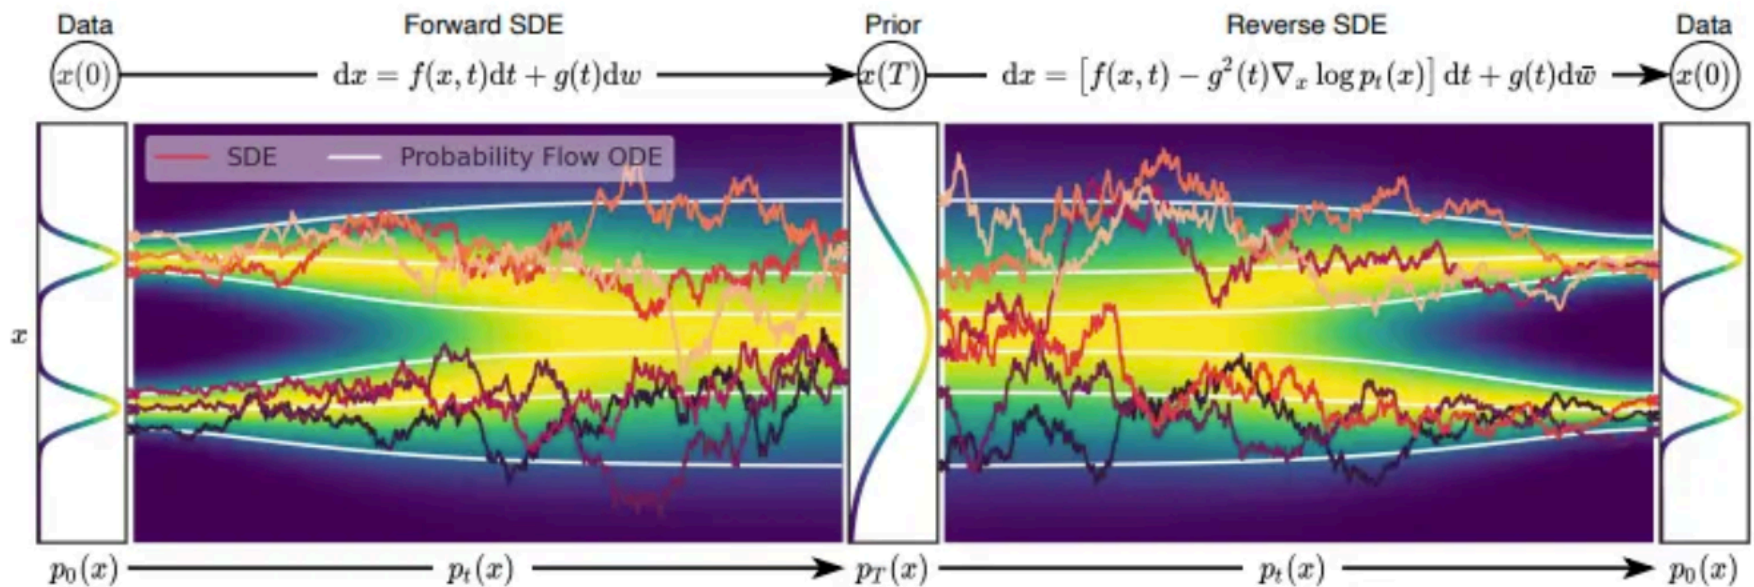 Data Forward SDE Prior Reverse SDE Data
x(0) dx = f(x,t)dt + g(t)dw x(T) dx = [f(x,t) − g²(t)∇ₓ log pₜ(x)] dt + g(t)dw̄ x(0)
SDE Probability Flow ODE
x
p₀(x) pₜ(x) p_T(x) pₜ(x) p₀(x)